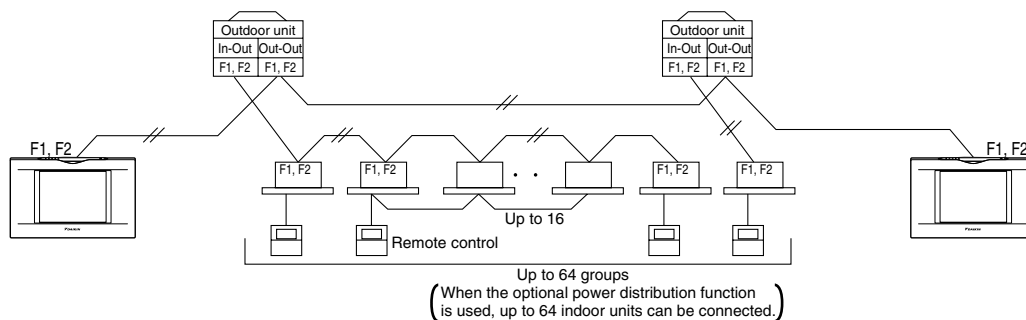 Outdoor unit
In-Out Out-Out
F1, F2 F1, F2
Outdoor unit
In-Out Out-Out
F1, F2 F1, F2
F1, F2
F1, F2
F1, F2 F1, F2 F1, F2 F1, F2
DAIKIN
DAIKIN
Up to 16
Remote control
Up to 64 groups
(When the optional power distribution function
is used, up to 64 indoor units can be connected.)